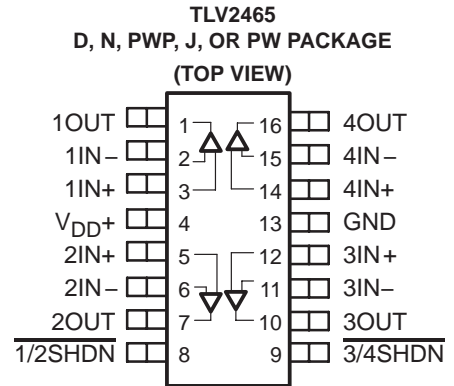 TLV2465
D, N, PWP, J, OR PW PACKAGE
(TOP VIEW)
1OUT 1 16 4OUT
1IN− 2 15 4IN−
1IN+ 3 14 4IN+
VDD+ 4 13 GND
2IN+ 5 12 3IN+
2IN− 6 11 3IN−
2OUT 7 10 3OUT
1/2SHDN 8 9 3/4SHDN